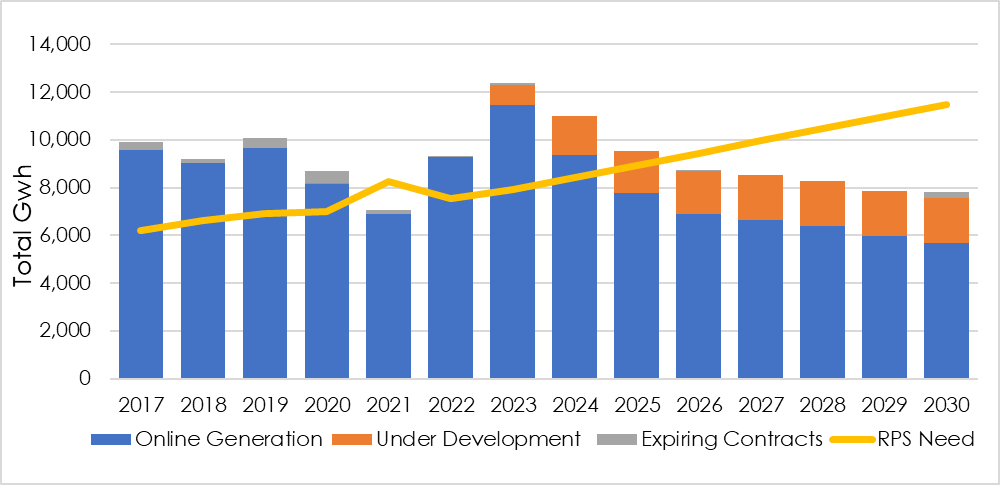 Total Gwh
14,000
12,000
10,000
8,000
6,000
4,000
2,000
0
2017 2018 2019 2020 2021 2022 2023 2024 2025 2026 2027 2028 2029 2030
Online Generation Under Development Expiring Contracts RPS Need